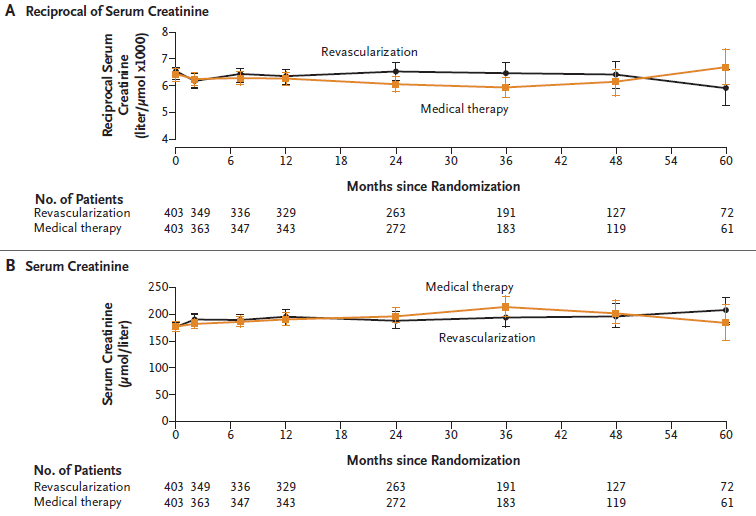 A Reciprocal of Serum Creatinine
Reciprocal Serum
Creatinine
(liter/μmol x1000)
8
7
6
5
4
Revascularization
Medical therapy
0 6 12 18 24 30 36 42 48 54 60
Months since Randomization
No. of Patients
Revascularization 403 349 336 329 263 191 127 72
Medical therapy 403 363 347 343 272 183 119 61
B Serum Creatinine
Serum Creatinine
(μmol/liter)
250
200
150
100
50
0
Medical therapy
Revascularization
0 6 12 18 24 30 36 42 48 54 60
Months since Randomization
No. of Patients
Revascularization 403 349 336 329 263 191 127 72
Medical therapy 403 363 347 343 272 183 119 61